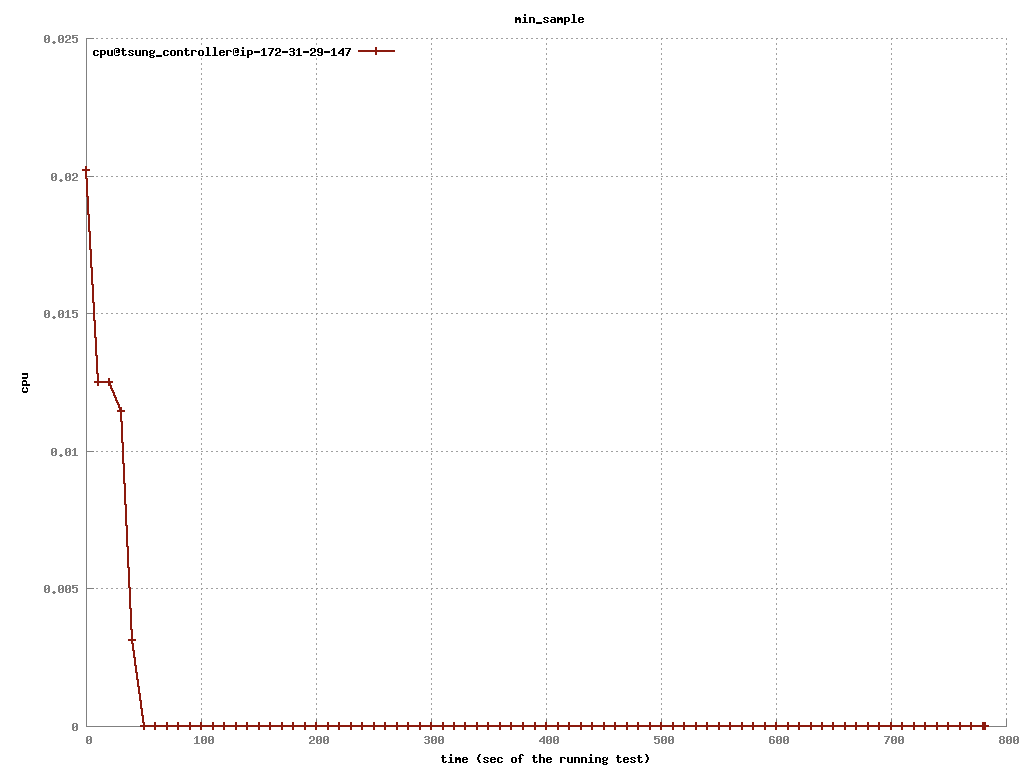 min_sample
0.025
cpu@tsung_controller@ip-172-31-29-147
0.02
0.015
cpu
0.01
0.005
0
0 100 200 300 400 500 600 700 800
time (sec of the running test)